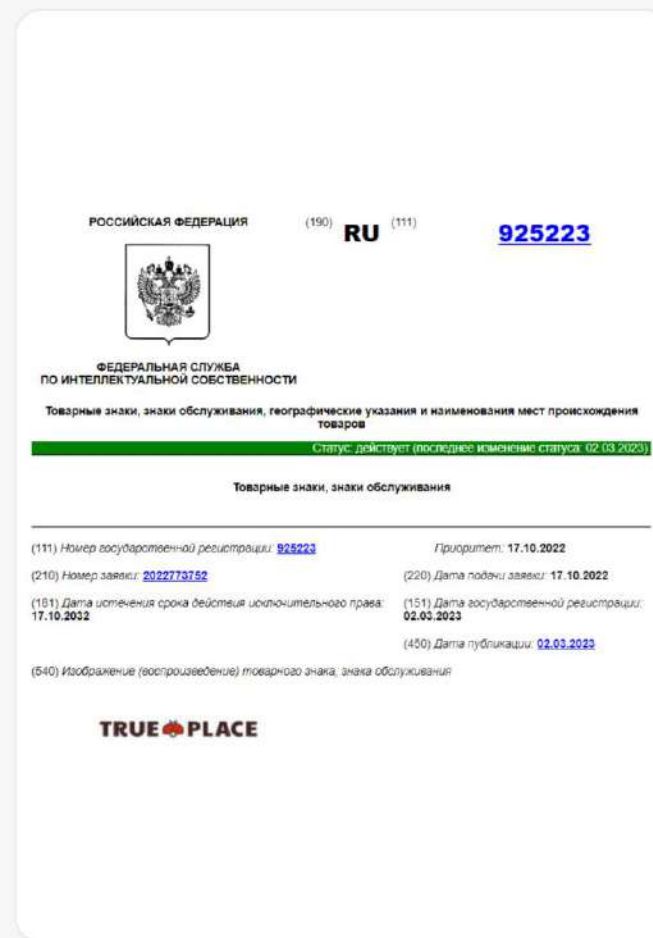 РОССИЙСКАЯ ФЕДЕРАЦИЯ
(190) RU (111) 925223
ФЕДЕРАЛЬНАЯ СЛУЖБА
ПО ИНТЕЛЛЕКТУАЛЬНОЙ СОБСТВЕННОСТИ
Товарные знаки, знаки обслуживания, географические указания и наименования мест происхождения
товаров
Статус: действует (последнее изменение статуса: 02.03.2023)
Товарные знаки, знаки обслуживания
(111) Номер государственной регистрации: 925223
Приоритет: 17.10.2022
(210) Номер заявки: 2022773752
(220) Дата подачи заявки: 17.10.2022
(181) Дата истечения срока действия исключительного права:
17.10.2032
(151) Дата государственной регистрации:
02.03.2023
(450) Дата публикации: 02.03.2023
(540) Изображение (воспроизведение) товарного знака, знака обслуживания
TRUE PLACE